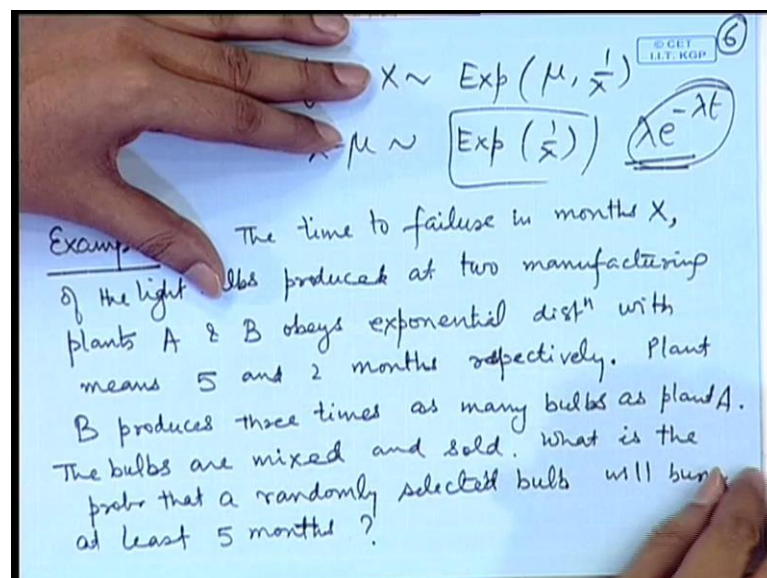 © CET
I.I.T. KGP
6
X ~ Exp (μ, 1/λ)
-μ ~ Exp (1/λ) λe^-λt
Example The time to failure in months X,
of the light bulbs produced at two manufacturing
plants A & B obeys exponential distⁿ with
means 5 and 2 months respectively. Plant
B produces three times as many bulbs as plant A.
The bulbs are mixed and sold. What is the
prob. that a randomly selected bulb will burn
at least 5 months ?